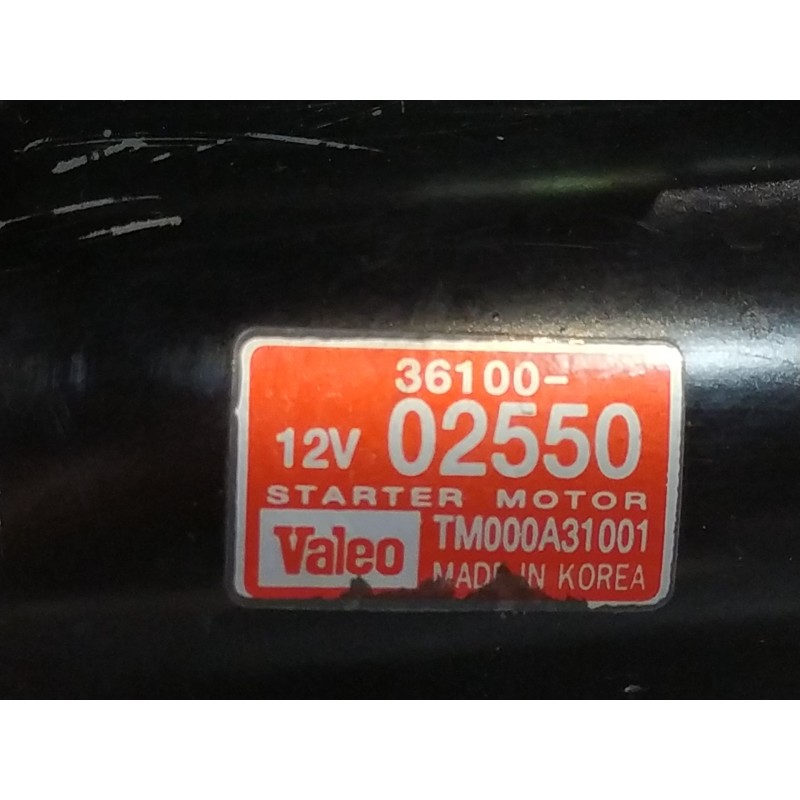 36100-
12V 02550
STARTER MOTOR
Valeo TM000A31001
MADE IN KOREA